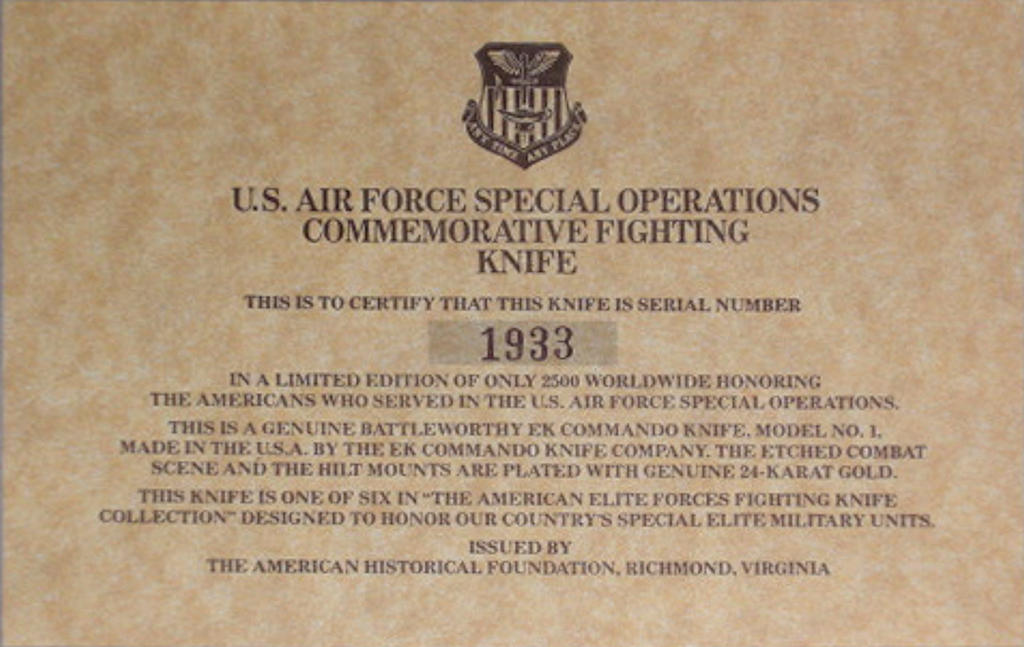 ANY TIME ANY PLACE
U.S. AIR FORCE SPECIAL OPERATIONS
COMMEMORATIVE FIGHTING
KNIFE
THIS IS TO CERTIFY THAT THIS KNIFE IS SERIAL NUMBER
1933
IN A LIMITED EDITION OF ONLY 2500 WORLDWIDE HONORING
THE AMERICANS WHO SERVED IN THE U.S. AIR FORCE SPECIAL OPERATIONS.
THIS IS A GENUINE BATTLEWORTHY EK COMMANDO KNIFE, MODEL NO. 1,
MADE IN THE U.S.A. BY THE EK COMMANDO KNIFE COMPANY. THE ETCHED COMBAT
SCENE AND THE HILT MOUNTS ARE PLATED WITH GENUINE 24-KARAT GOLD.
THIS KNIFE IS ONE OF SIX IN "THE AMERICAN ELITE FORCES FIGHTING KNIFE
COLLECTION" DESIGNED TO HONOR OUR COUNTRY'S SPECIAL ELITE MILITARY UNITS.
ISSUED BY
THE AMERICAN HISTORICAL FOUNDATION, RICHMOND, VIRGINIA